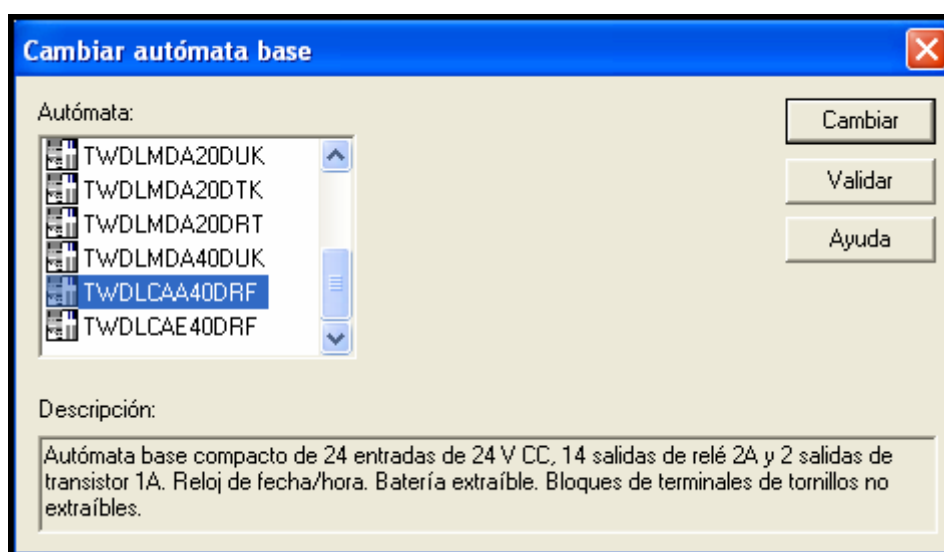 Cambiar autómata base
Autómata:
TWDLMDA20DUK
TWDLMDA20DTK
TWDLMDA20DRT
TWDLMDA40DUK
TWDLCAA40DRF
TWDLCAE40DRF
Cambiar
Validar
Ayuda
Descripción:
Autómata base compacto de 24 entradas de 24 V CC, 14 salidas de relé 2A y 2 salidas de
transistor 1A. Reloj de fecha/hora. Batería extraíble. Bloques de terminales de tornillos no
extraíbles.